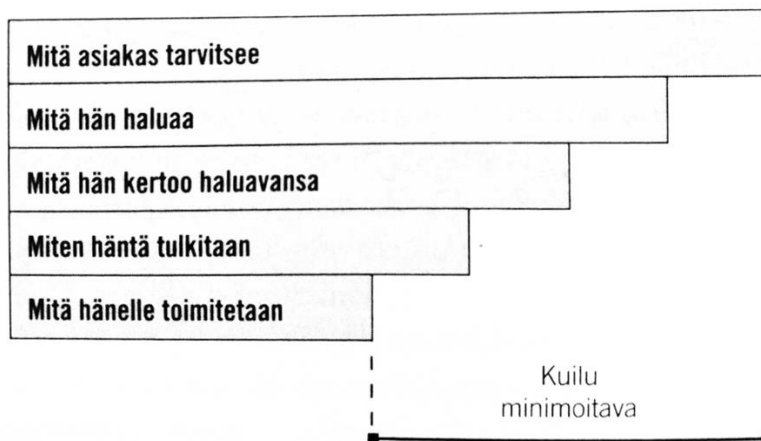 Mitä asiakas tarvitsee
Mitä hän haluaa
Mitä hän kertoo haluavansa
Miten häntä tulkitaan
Mitä hänelle toimitetaan
Kuilu
minimoitava